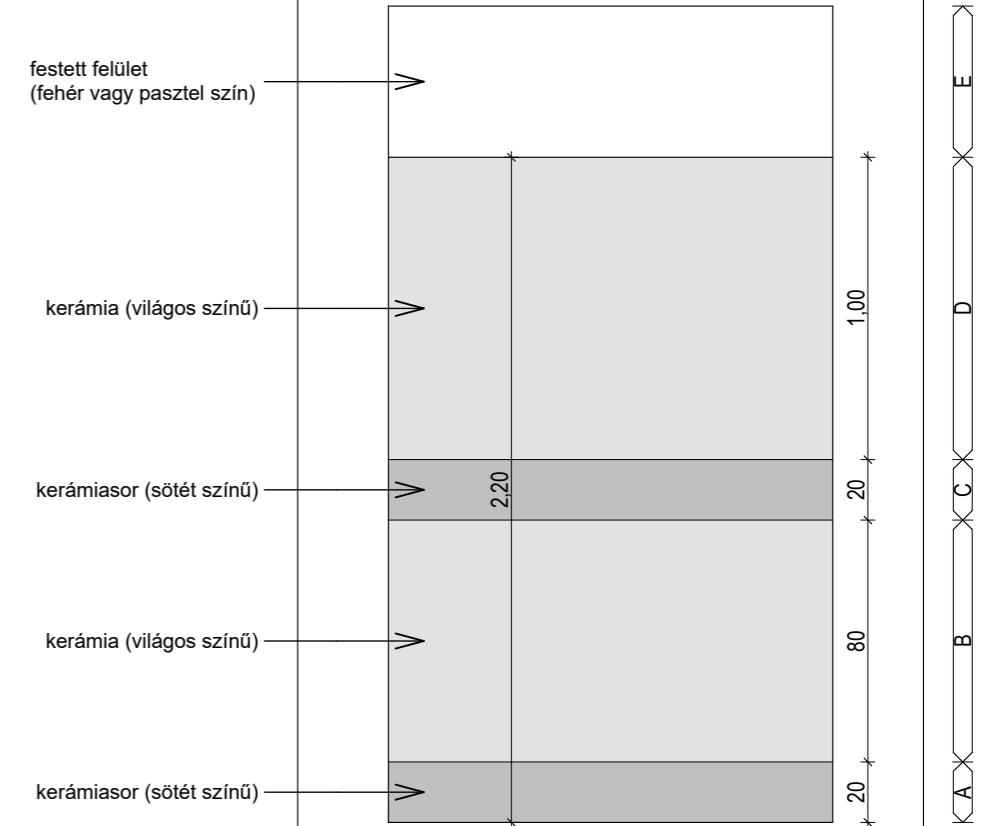 festett felület
(fehér vagy pasztel szín)
E
kerámia (világos színű)
1,00
D
kerámiasor (sötét színű)
2,20
20
C
kerámia (világos színű)
80
B
kerámiasor (sötét színű)
20
A